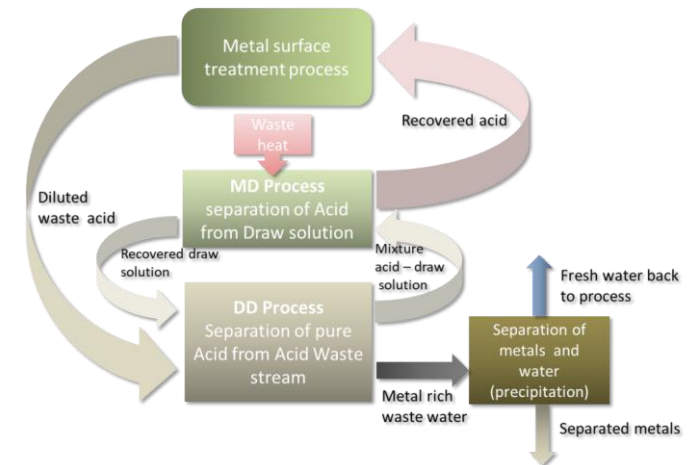 Metal surface
treatment process
Waste
heat
Recovered acid
MD Process
separation of Acid
from Draw solution
Diluted
waste acid
Recovered draw
solution
Mixture
acid – draw
solution
DD Process
Separation of pure
Acid from Acid Waste
stream
Fresh water back
to process
Separation of
metals and
water
(precipitation)
Metal rich
waste water
Separated metals